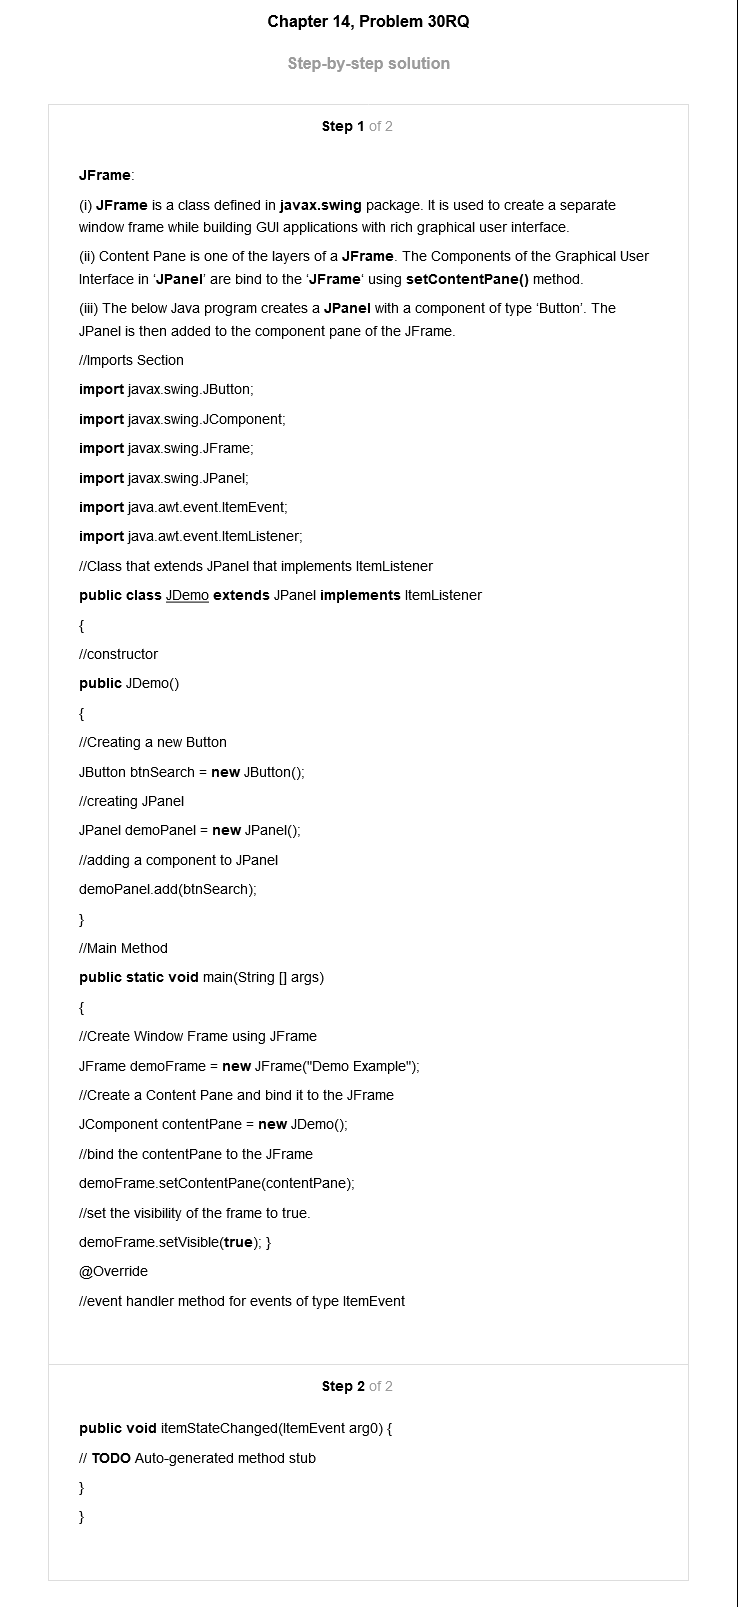 Chapter 14, Problem 30RQ
Step-by-step solution
Step 1 of 2
JFrame:
(i) JFrame is a class defined in javax.swing package. It is used to create a separate
window frame while building GUI applications with rich graphical user interface.
(ii) Content Pane is one of the layers of a JFrame. The Components of the Graphical User
Interface in ‘JPanel’ are bind to the ‘JFrame‘ using setContentPane() method.
(iii) The below Java program creates a JPanel with a component of type ‘Button’. The
JPanel is then added to the component pane of the JFrame.
//Imports Section
import javax.swing.JButton;
import javax.swing.JComponent;
import javax.swing.JFrame;
import javax.swing.JPanel;
import java.awt.event.ItemEvent;
import java.awt.event.ItemListener;
//Class that extends JPanel that implements ItemListener
public class JDemo extends JPanel implements ItemListener
{
//constructor
public JDemo()
{
//Creating a new Button
JButton btnSearch = new JButton();
//creating JPanel
JPanel demoPanel = new JPanel();
//adding a component to JPanel
demoPanel.add(btnSearch);
}
//Main Method
public static void main(String [] args)
{
//Create Window Frame using JFrame
JFrame demoFrame = new JFrame("Demo Example");
//Create a Content Pane and bind it to the JFrame
JComponent contentPane = new JDemo();
//bind the contentPane to the JFrame
demoFrame.setContentPane(contentPane);
//set the visibility of the frame to true.
demoFrame.setVisible(true); }
@Override
//event handler method for events of type ItemEvent
Step 2 of 2
public void itemStateChanged(ItemEvent arg0) {
// TODO Auto-generated method stub
}
}